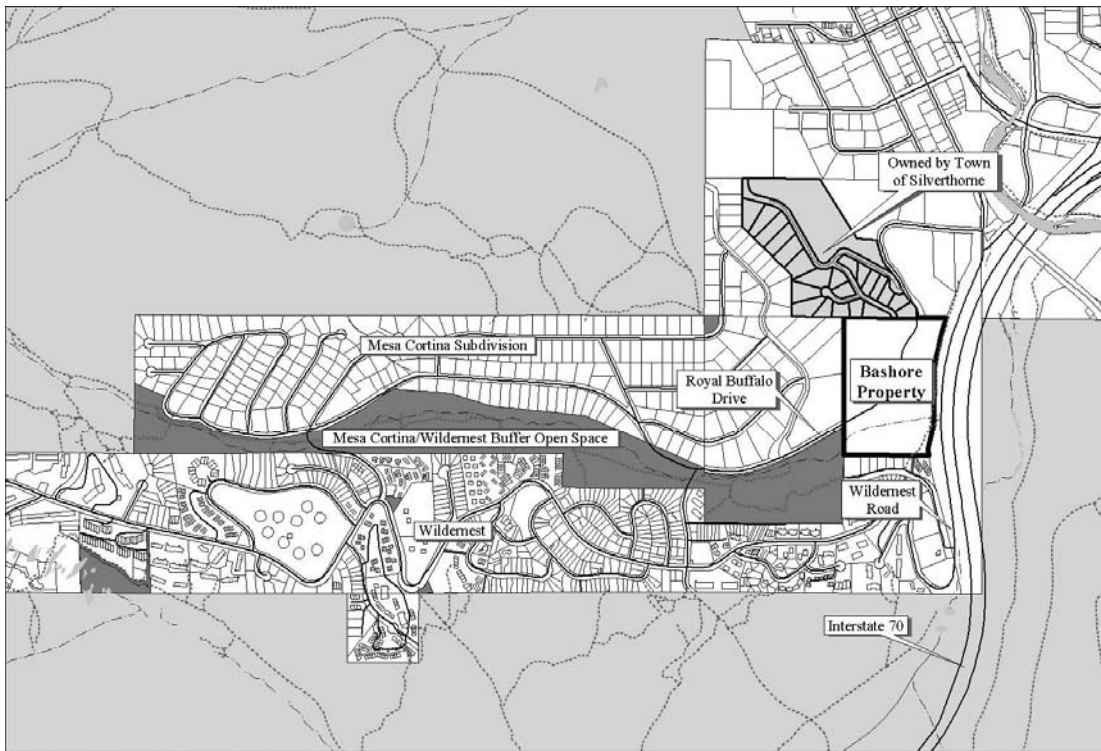 Owned by Town
of Silverthorne
Mesa Cortina Subdivision
Royal Buffalo
Drive
Bashore
Property
Mesa Cortina/Wildernest Buffer Open Space
Wildernest
Wildernest
Road
Interstate 70